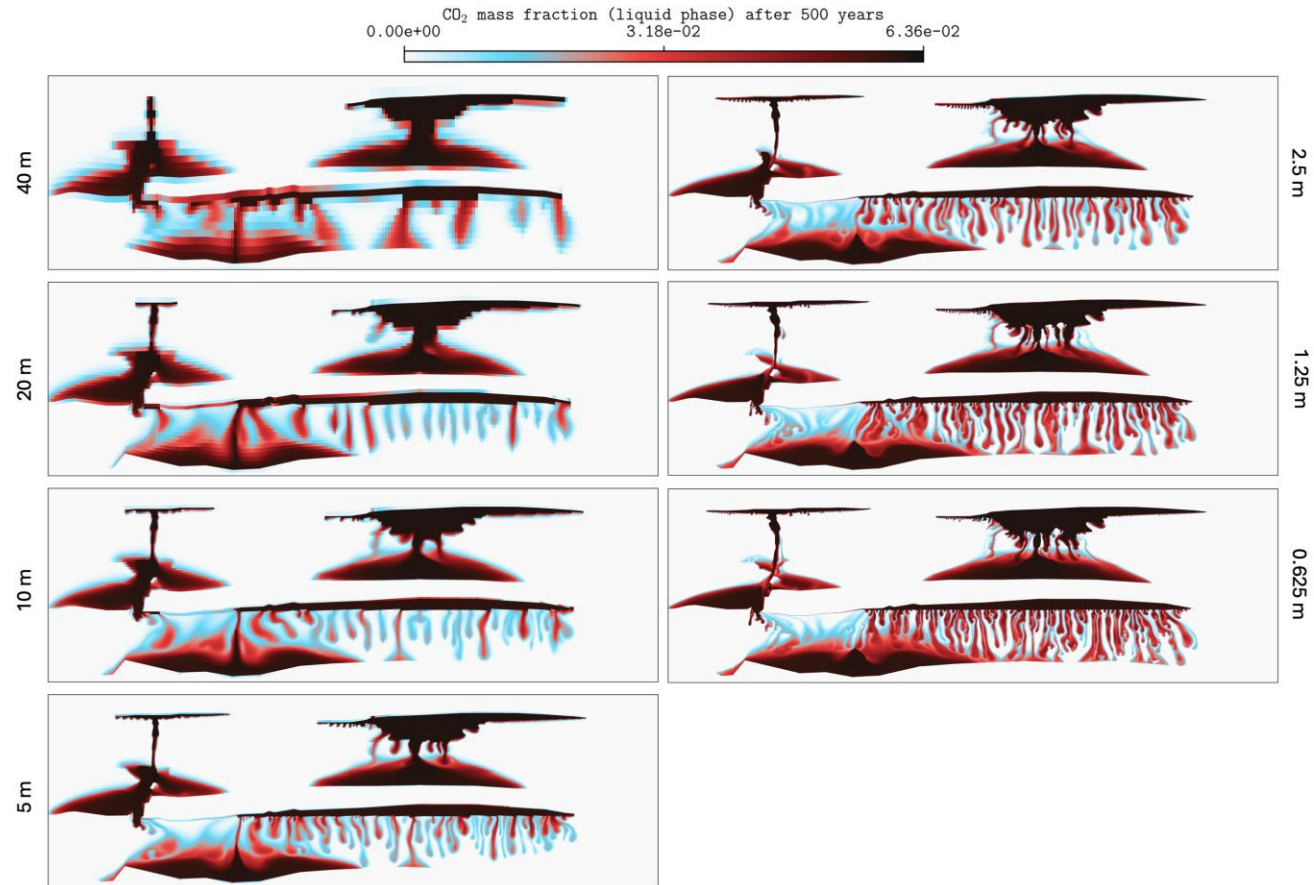 CO₂ mass fraction (liquid phase) after 500 years
0.00e+00 3.18e-02 6.36e-02
40 m
20 m
10 m
5 m
2.5 m
1.25 m
0.625 m